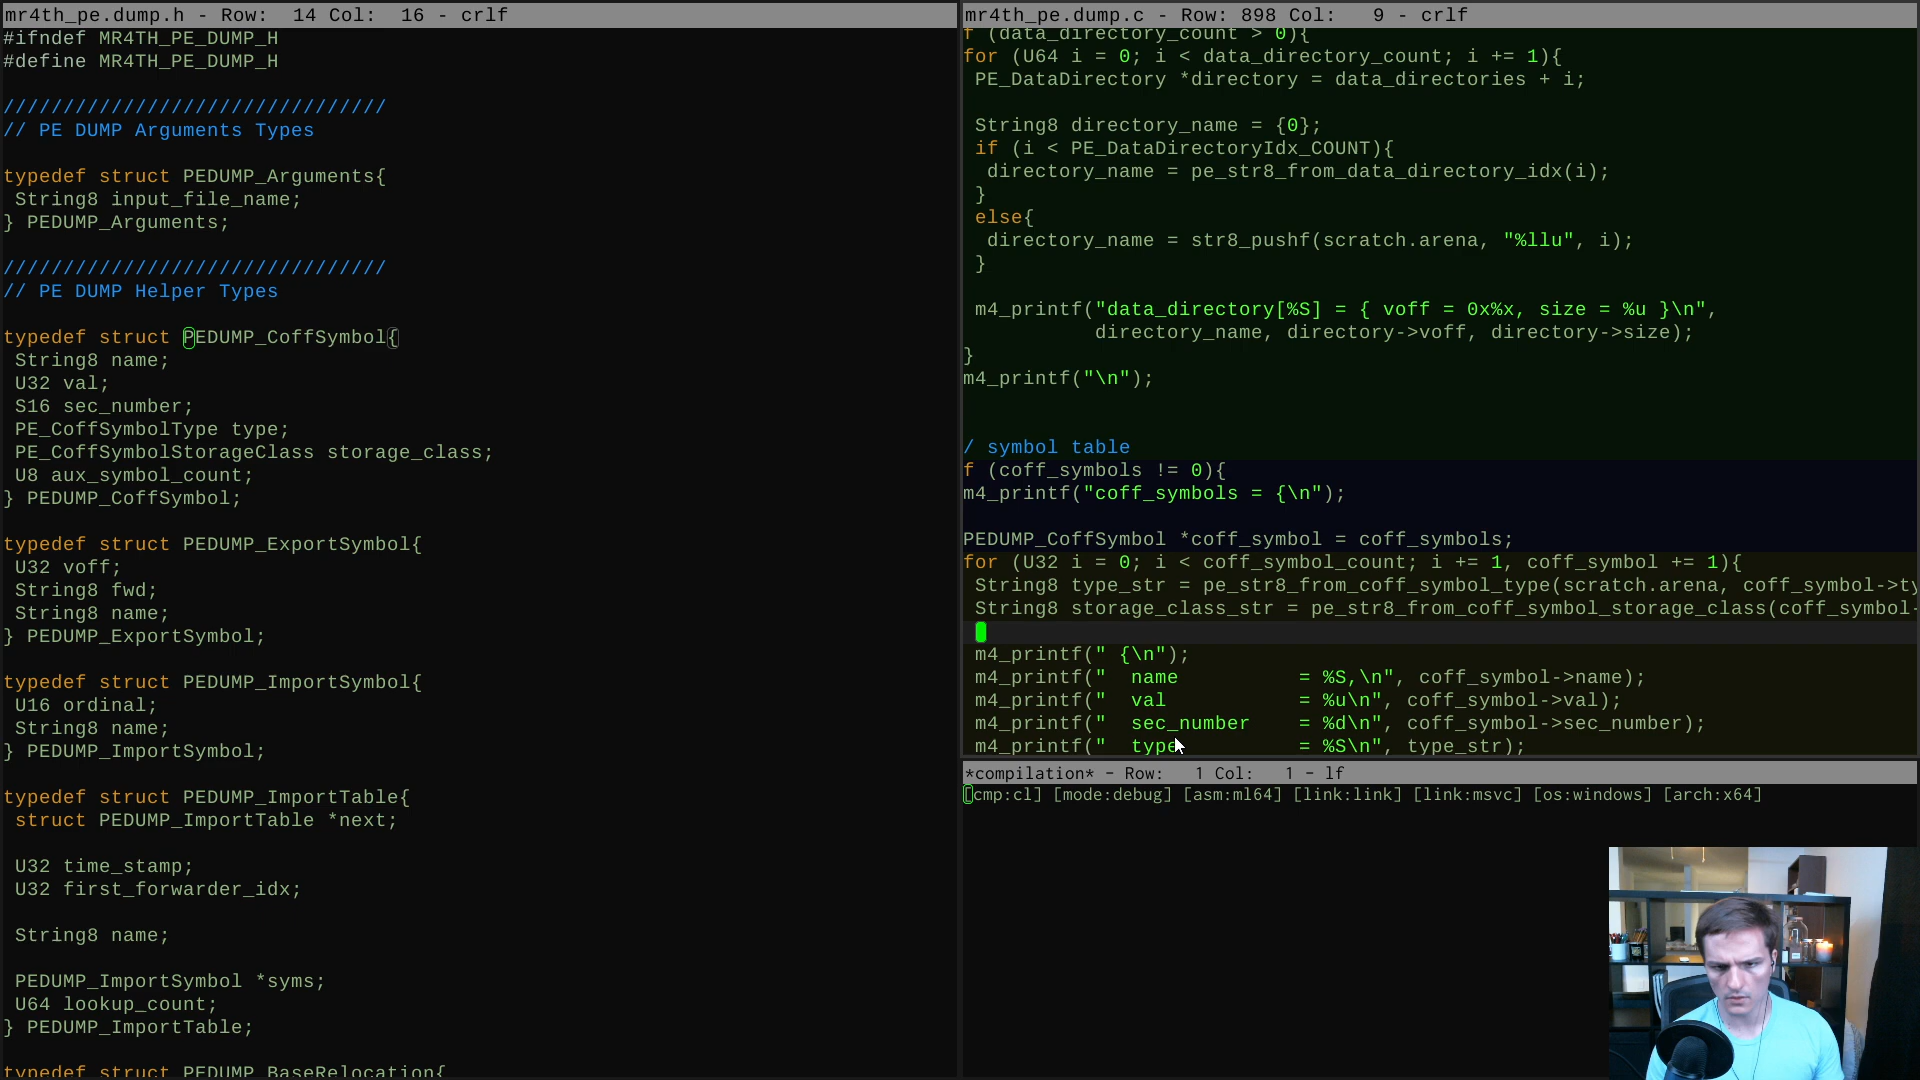 mr4th_pe.dump.h - Row:  14 Col:  16 - crlf
#ifndef MR4TH_PE_DUMP_H
#define MR4TH_PE_DUMP_H
////////////////////////////////
// PE DUMP Arguments Types
typedef struct PEDUMP_Arguments{
String8 input_file_name;
} PEDUMP_Arguments;
////////////////////////////////
// PE DUMP Helper Types
typedef struct PEDUMP_CoffSymbol{
String8 name;
U32 val;
S16 sec_number;
PE_CoffSymbolType type;
PE_CoffSymbolStorageClass storage_class;
U8 aux_symbol_count;
} PEDUMP_CoffSymbol;
typedef struct PEDUMP_ExportSymbol{
U32 voff;
String8 fwd;
String8 name;
} PEDUMP_ExportSymbol;
typedef struct PEDUMP_ImportSymbol{
U16 ordinal;
String8 name;
} PEDUMP_ImportSymbol;
typedef struct PEDUMP_ImportTable{
struct PEDUMP_ImportTable *next;
U32 time_stamp;
U32 first_forwarder_idx;
String8 name;
PEDUMP_ImportSymbol *syms;
U64 lookup_count;
} PEDUMP_ImportTable;
typedef struct PEDUMP_BaseRelocation{
mr4th_pe.dump.c - Row: 898 Col:   9 - crlf
f (data_directory_count > 0){
for (U64 i = 0; i < data_directory_count; i += 1){
PE_DataDirectory *directory = data_directories + i;
String8 directory_name = {0};
if (i < PE_DataDirectoryIdx_COUNT){
directory_name = pe_str8_from_data_directory_idx(i);
}
else{
directory_name = str8_pushf(scratch.arena, "%llu", i);
}
m4_printf("data_directory[%S] = { voff = 0x%x, size = %u }\n",
directory_name, directory->voff, directory->size);
}
m4_printf("\n");
/ symbol table
f (coff_symbols != 0){
m4_printf("coff_symbols = {\n");
PEDUMP_CoffSymbol *coff_symbol = coff_symbols;
for (U32 i = 0; i < coff_symbol_count; i += 1, coff_symbol += 1){
String8 type_str = pe_str8_from_coff_symbol_type(scratch.arena, coff_symbol->ty
String8 storage_class_str = pe_str8_from_coff_symbol_storage_class(coff_symbol-
m4_printf(" {\n");
m4_printf("  name          = %S,\n", coff_symbol->name);
m4_printf("  val           = %u\n", coff_symbol->val);
m4_printf("  sec_number    = %d\n", coff_symbol->sec_number);
m4_printf("  type          = %S\n", type_str);
*compilation* - Row:   1 Col:   1 - lf
[cmp:cl] [mode:debug] [asm:ml64] [link:link] [link:msvc] [os:windows] [arch:x64]